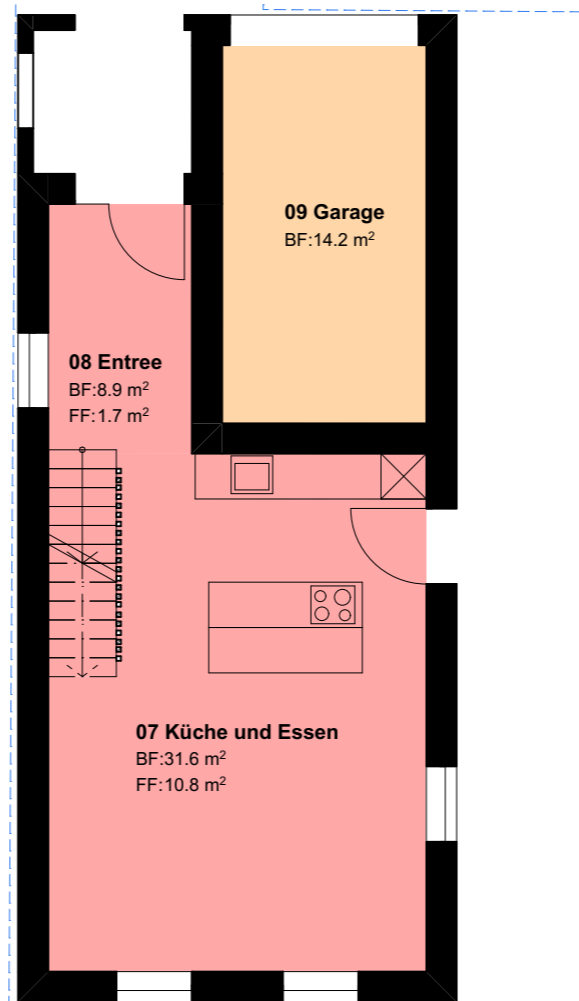 09 Garage
BF:14.2 m²
08 Entree
BF:8.9 m²
FF:1.7 m²
07 Küche und Essen
BF:31.6 m²
FF:10.8 m²